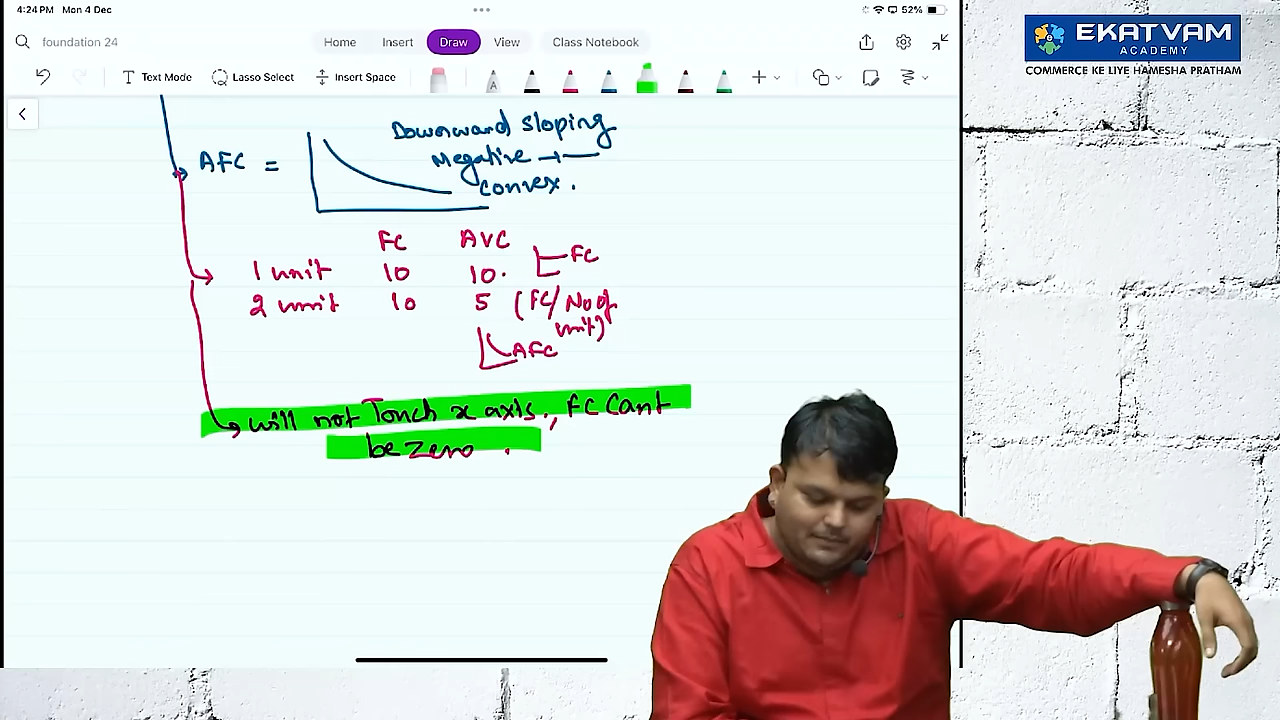 4:24 PM Mon 4 Dec
52%
foundation 24
Home Insert Draw View Class Notebook
Text Mode Lasso Select Insert Space
EKATVAM
ACADEMY
COMMERCE KE LIYE HAMESHA PRATHAM
Downward Sloping
AFC = Negative
Convex.
FC AVC
1 unit 10 10. FC
2 unit 10 5 (FC/No of
unit)
AFC
will not Touch x axis, FC Cant
be Zero.